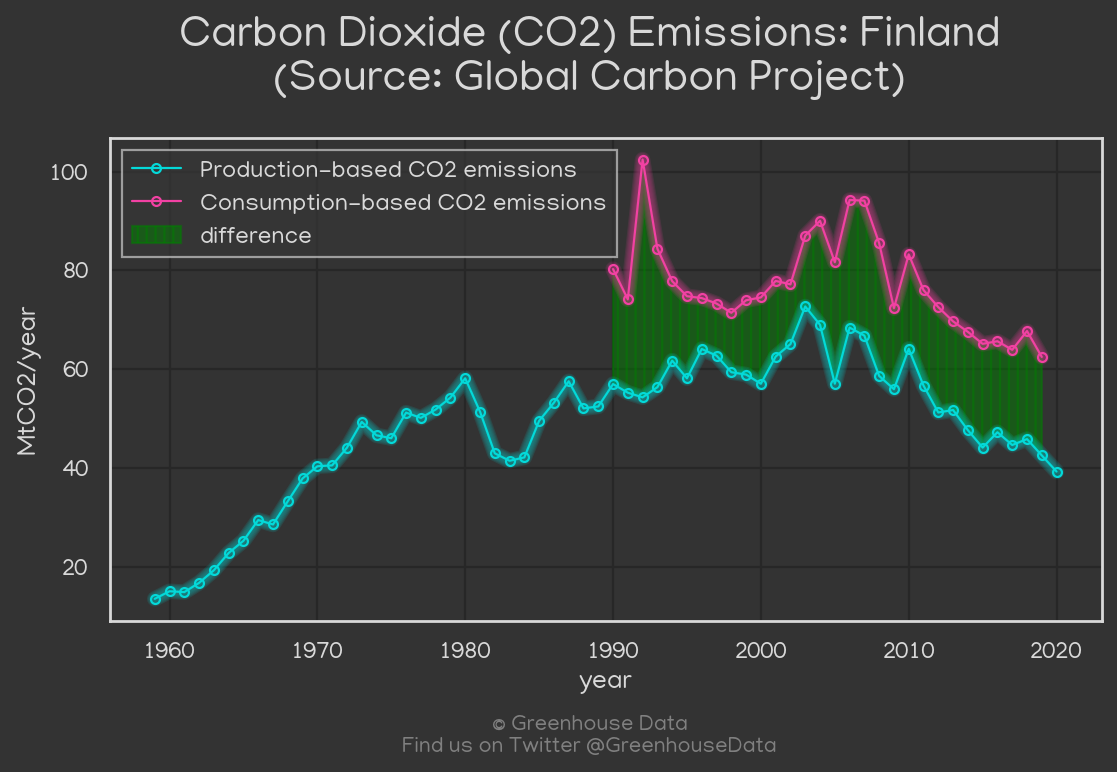 Carbon Dioxide (CO2) Emissions: Finland
(Source: Global Carbon Project)
Production-based CO2 emissions
Consumption-based CO2 emissions
difference
100
80
60
40
20
MtCO2/year
1960 1970 1980 1990 2000 2010 2020
year
© Greenhouse Data
Find us on Twitter @GreenhouseData